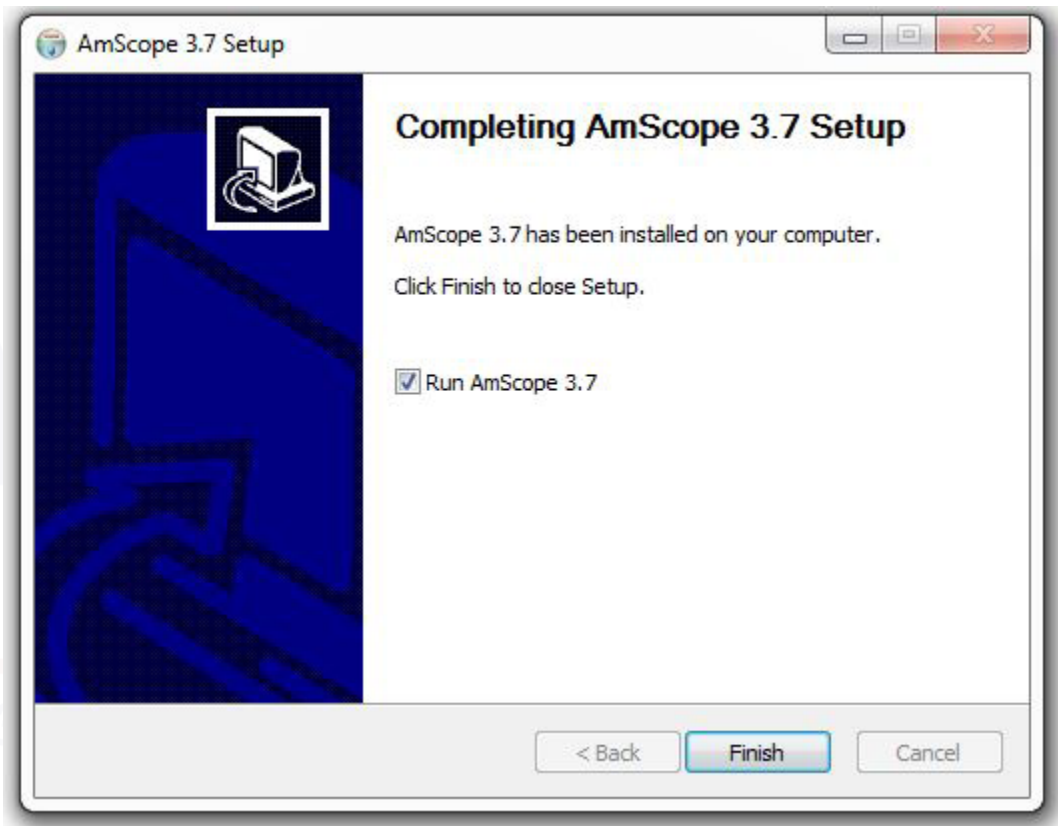 AmScope 3.7 Setup
Completing AmScope 3.7 Setup
AmScope 3.7 has been installed on your computer.
Click Finish to close Setup.
Run AmScope 3.7
< Back
Finish
Cancel